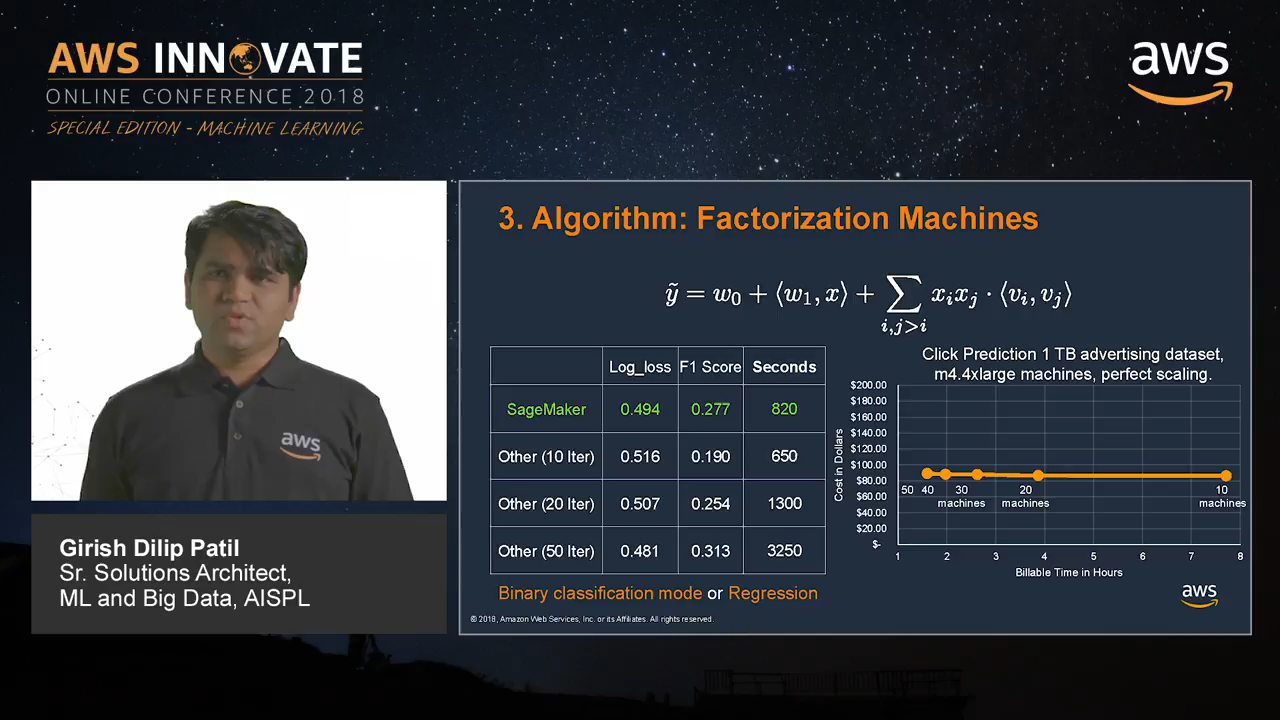 AWS INNOVATE
ONLINE CONFERENCE 2018
SPECIAL EDITION - MACHINE LEARNING
aws
aws
Girish Dilip Patil
Sr. Solutions Architect,
ML and Big Data, AISPL
3. Algorithm: Factorization Machines
ỹ = w₀ + ⟨w₁, x⟩ + ∑ xᵢxⱼ · ⟨vᵢ, vⱼ⟩
i,j>i
Log_loss F1 Score Seconds
SageMaker 0.494 0.277 820
Other (10 Iter) 0.516 0.190 650
Other (20 Iter) 0.507 0.254 1300
Other (50 Iter) 0.481 0.313 3250
Binary classification mode or Regression
Click Prediction 1 TB advertising dataset,
m4.4xlarge machines, perfect scaling.
Cost in Dollars
$200.00
$180.00
$160.00
$140.00
$120.00
$100.00
$80.00
$60.00
$40.00
$20.00
$-
50 40 30 20 10
machines machines machines
1 2 3 4 5 6 7 8
Billable Time in Hours
aws
© 2018, Amazon Web Services, Inc. or its Affiliates. All rights reserved.